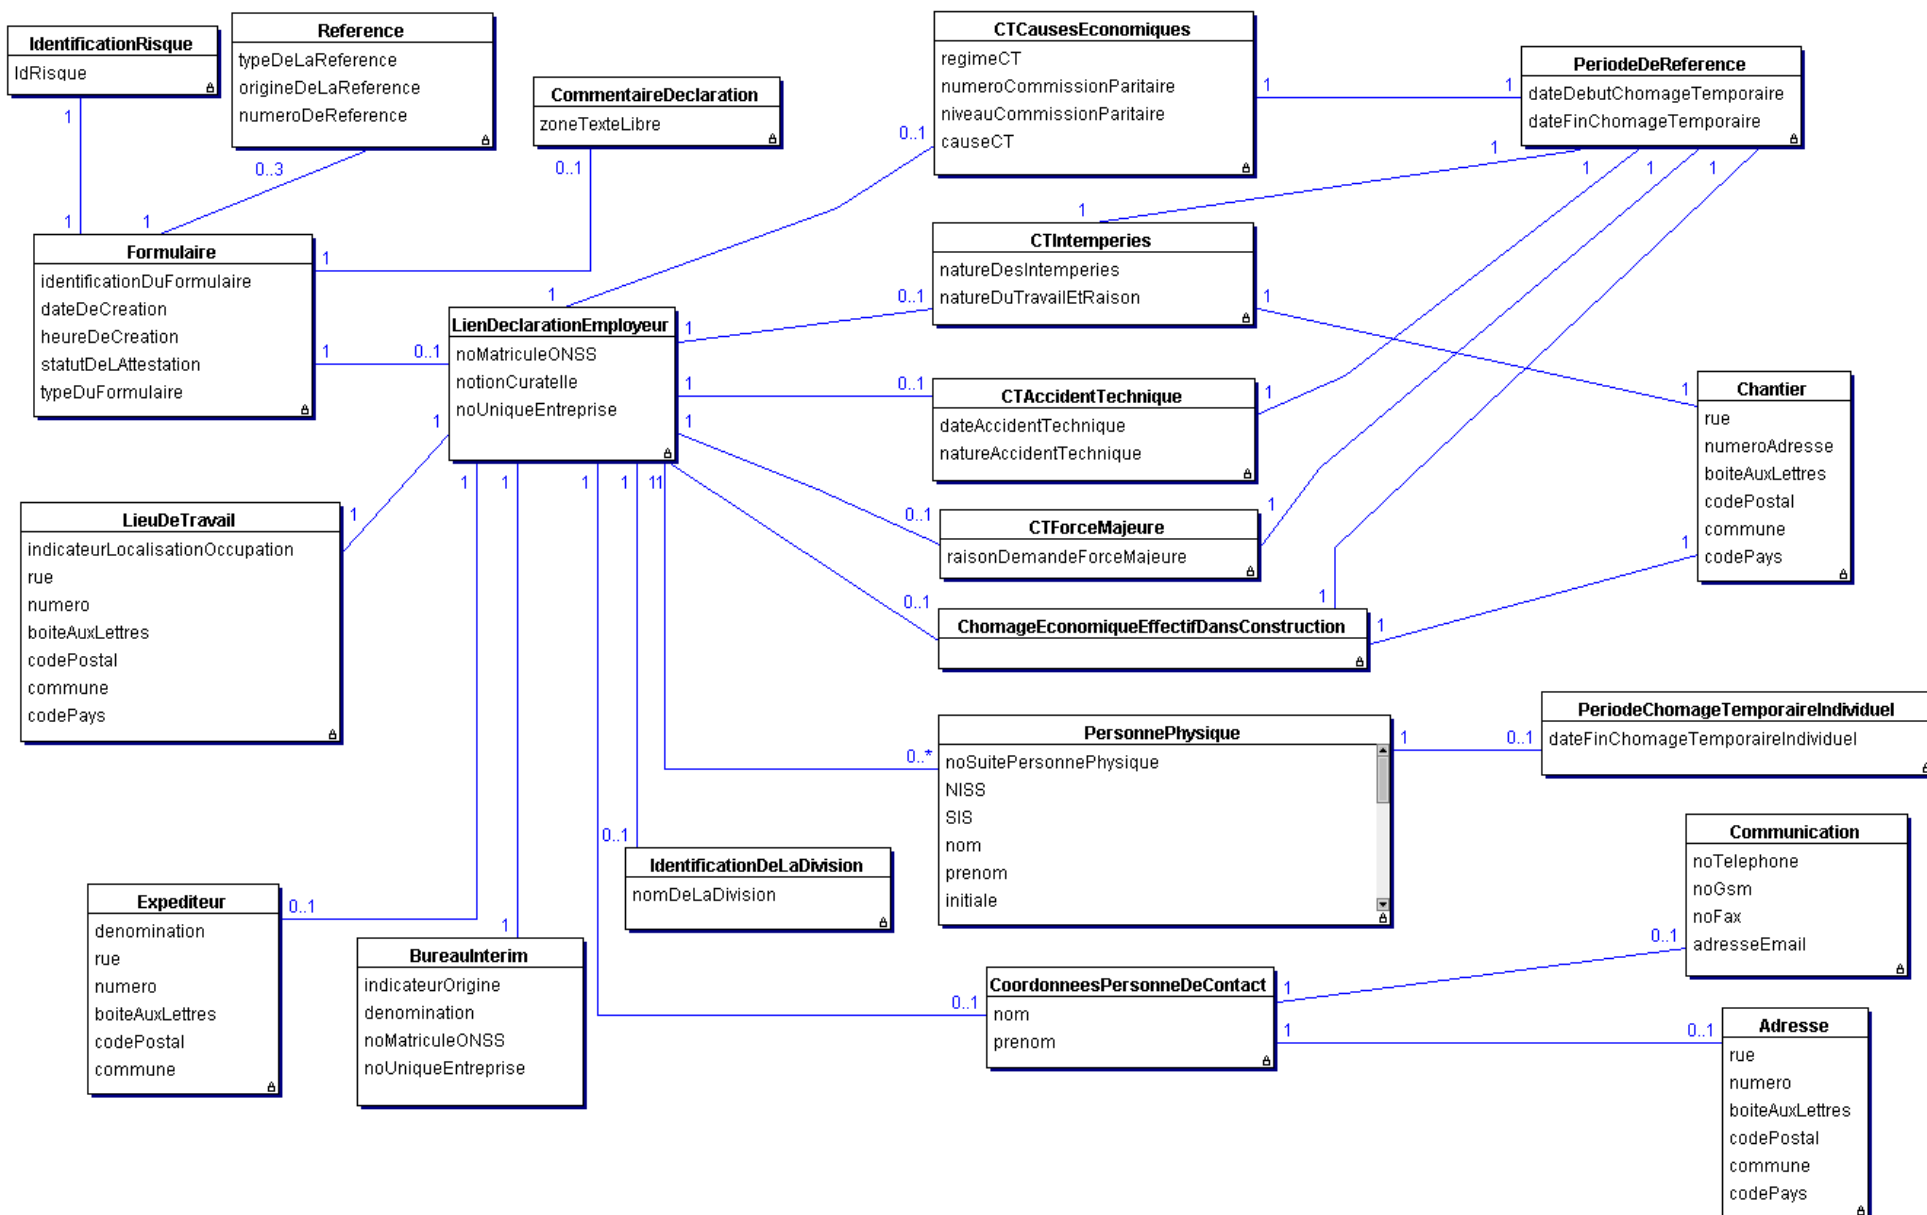 IdentificationRisque
IdRisque
Reference
typeDeLaReference
origineDeLaReference
numeroDeReference
CommentaireDeclaration
zoneTexteLibre
CTCausesEconomiques
regimeCT
numeroCommissionParitaire
niveauCommissionParitaire
causeCT
PeriodeDeReference
dateDebutChomageTemporaire
dateFinChomageTemporaire
1
1
0..3
1
0..1
1
0..1
1
1
1
1
1
1
1
1
Formulaire
identificationDuFormulaire
dateDeCreation
heureDeCreation
statutDeLAttestation
typeDuFormulaire
1
0..1
LienDeclarationEmployeur
noMatriculeONSS
notionCuratelle
noUniqueEntreprise
1
0..1
CTIntemperies
natureDesIntemperies
natureDuTravailEtRaison
1
1
1
0..1
CTAccidentTechnique
dateAccidentTechnique
natureAccidentTechnique
1
Chantier
rue
numeroAdresse
boiteAuxLettres
codePostal
commune
codePays
1
1
0..1
CTForceMajeure
raisonDemandeForceMajeure
1
0..1
ChomageEconomiqueEffectifDansConstruction
1
1
1
1
1
LieuDeTravail
indicateurLocalisationOccupation
rue
numero
boiteAuxLettres
codePostal
commune
codePays
1
1
1
1
11
0..*
PersonnePhysique
noSuitePersonnePhysique
NISS
SIS
nom
prenom
initiale
1
0..1
PeriodeChomageTemporaireIndividuel
dateFinChomageTemporaireIndividuel
0..1
IdentificationDeLaDivision
nomDeLaDivision
Communication
noTelephone
noGsm
noFax
adresseEmail
Expediteur
denomination
rue
numero
boiteAuxLettres
codePostal
commune
0..1
1
BureauInterim
indicateurOrigine
denomination
noMatriculeONSS
noUniqueEntreprise
0..1
CoordonneesPersonneDeContact
nom
prenom
1
0..1
1
0..1
Adresse
rue
numero
boiteAuxLettres
codePostal
commune
codePays